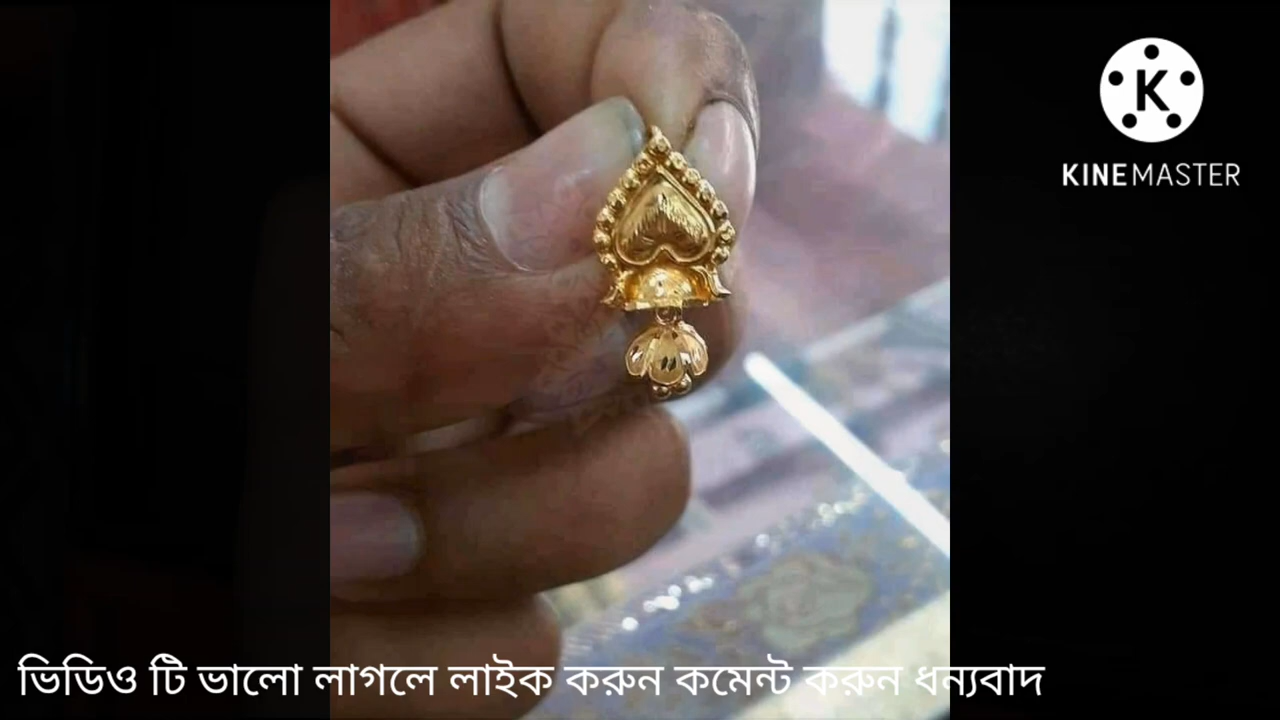 K
KINEMASTER
ভিডিও টি ভালো লাগলে লাইক করুন কমেন্ট করুন ধন্যবাদ